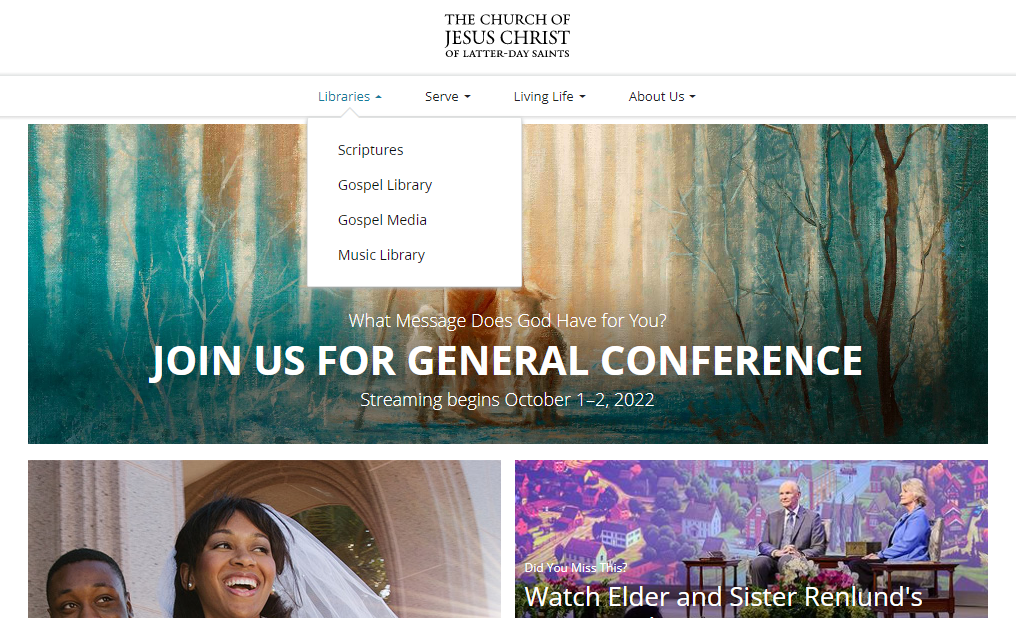 THE CHURCH OF
JESUS CHRIST
OF LATTER-DAY SAINTS
Libraries
Serve
Living Life
About Us
Scriptures
Gospel Library
Gospel Media
Music Library
What Message Does God Have for You?
JOIN US FOR GENERAL CONFERENCE
Streaming begins October 1–2, 2022
Did You Miss This?
Watch Elder and Sister Renlund's